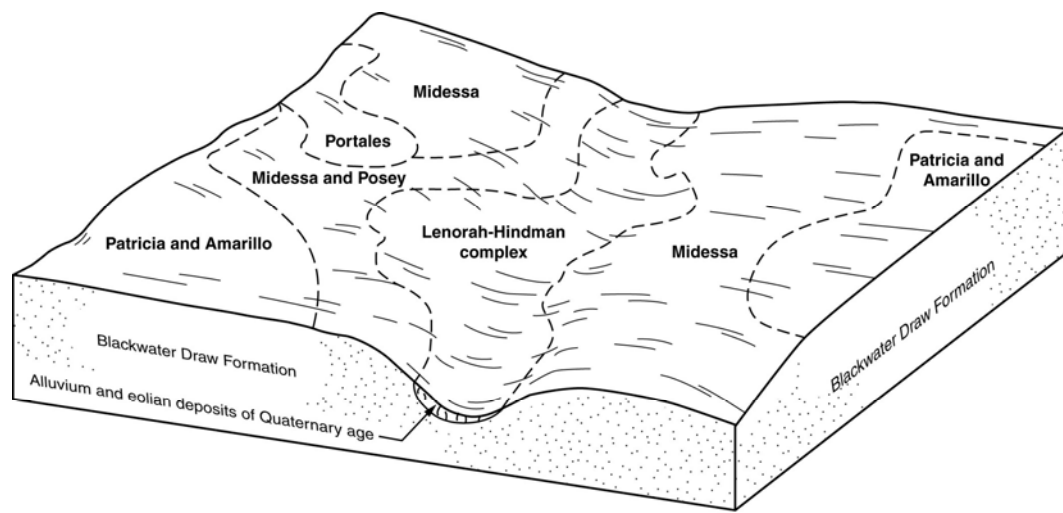 Midessa
Portales
Midessa and Posey
Patricia and
Amarillo
Patricia and Amarillo
Lenorah-Hindman
complex
Midessa
Blackwater Draw Formation
Blackwater Draw Formation
Alluvium and eolian deposits of Quaternary
age